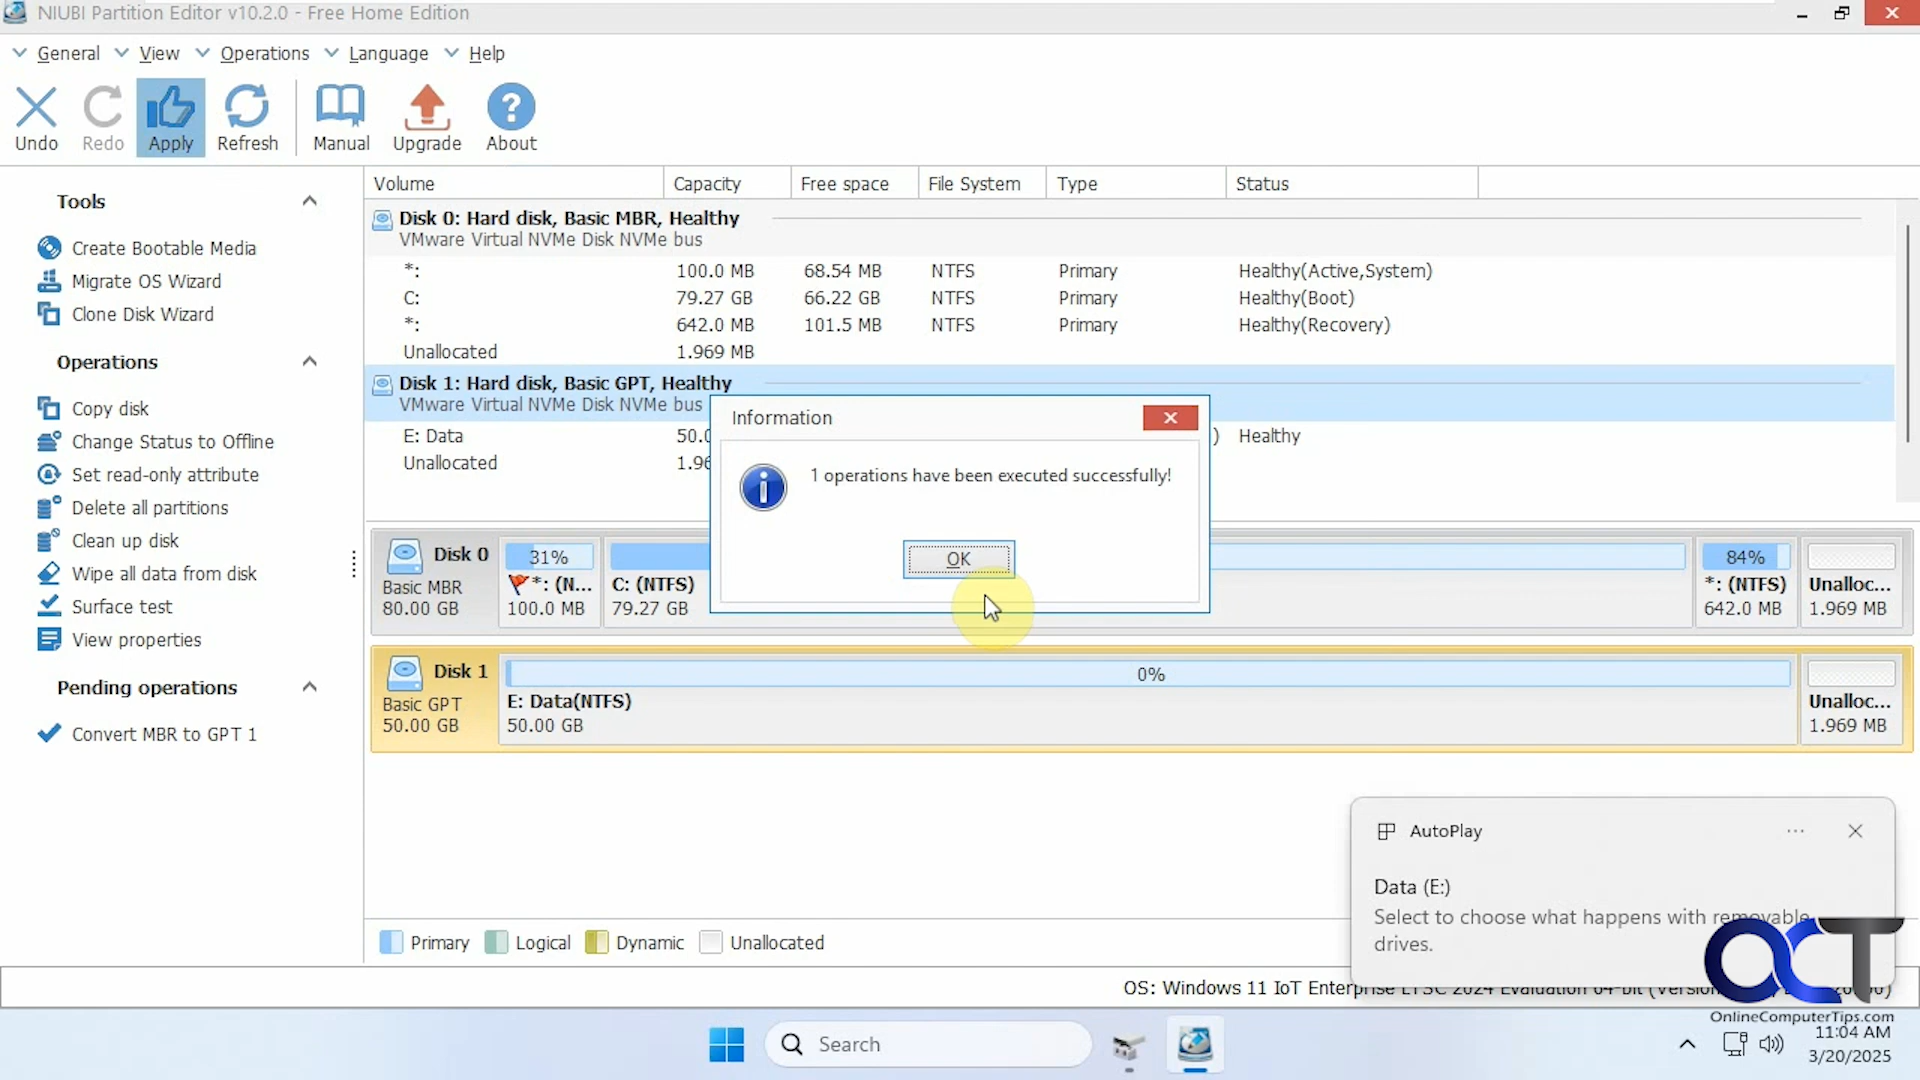 NIUBI Partition Editor v10.2.0 - Free Home Edition
General View Operations Language Help
Undo Redo Apply Refresh Manual Upgrade About
Tools
Create Bootable Media
Migrate OS Wizard
Clone Disk Wizard
Operations
Copy disk
Change Status to Offline
Set read-only attribute
Delete all partitions
Clean up disk
Wipe all data from disk
Surface test
View properties
Pending operations
Convert MBR to GPT 1
Volume Capacity Free space File System Type Status
Disk 0: Hard disk, Basic MBR, Healthy
VMware Virtual NVMe Disk NVMe bus
*: 100.0 MB 68.54 MB NTFS Primary Healthy(Active,System)
C: 79.27 GB 66.22 GB NTFS Primary Healthy(Boot)
*: 642.0 MB 101.5 MB NTFS Primary Healthy(Recovery)
Unallocated 1.969 MB
Disk 1: Hard disk, Basic GPT, Healthy
VMware Virtual NVMe Disk NVMe bus
E: Data 50.0 ) Healthy
Unallocated 1.96
Information
1 operations have been executed successfully!
OK
Disk 0
Basic MBR
80.00 GB
31%
*: (N...
100.0 MB
C: (NTFS)
79.27 GB
84%
*: (NTFS)
642.0 MB
Unalloc...
1.969 MB
Disk 1
Basic GPT
50.00 GB
0%
E: Data(NTFS)
50.00 GB
Unalloc...
1.969 MB
Primary Logical Dynamic Unallocated
AutoPlay
Data (E:)
Select to choose what happens with removable
drives.
OS: Windows 11 IoT Enterprise LTSC 2024 Evaluation 64-bit (Version
OCT
OnlineComputerTips.com
Search
11:04 AM
3/20/2025